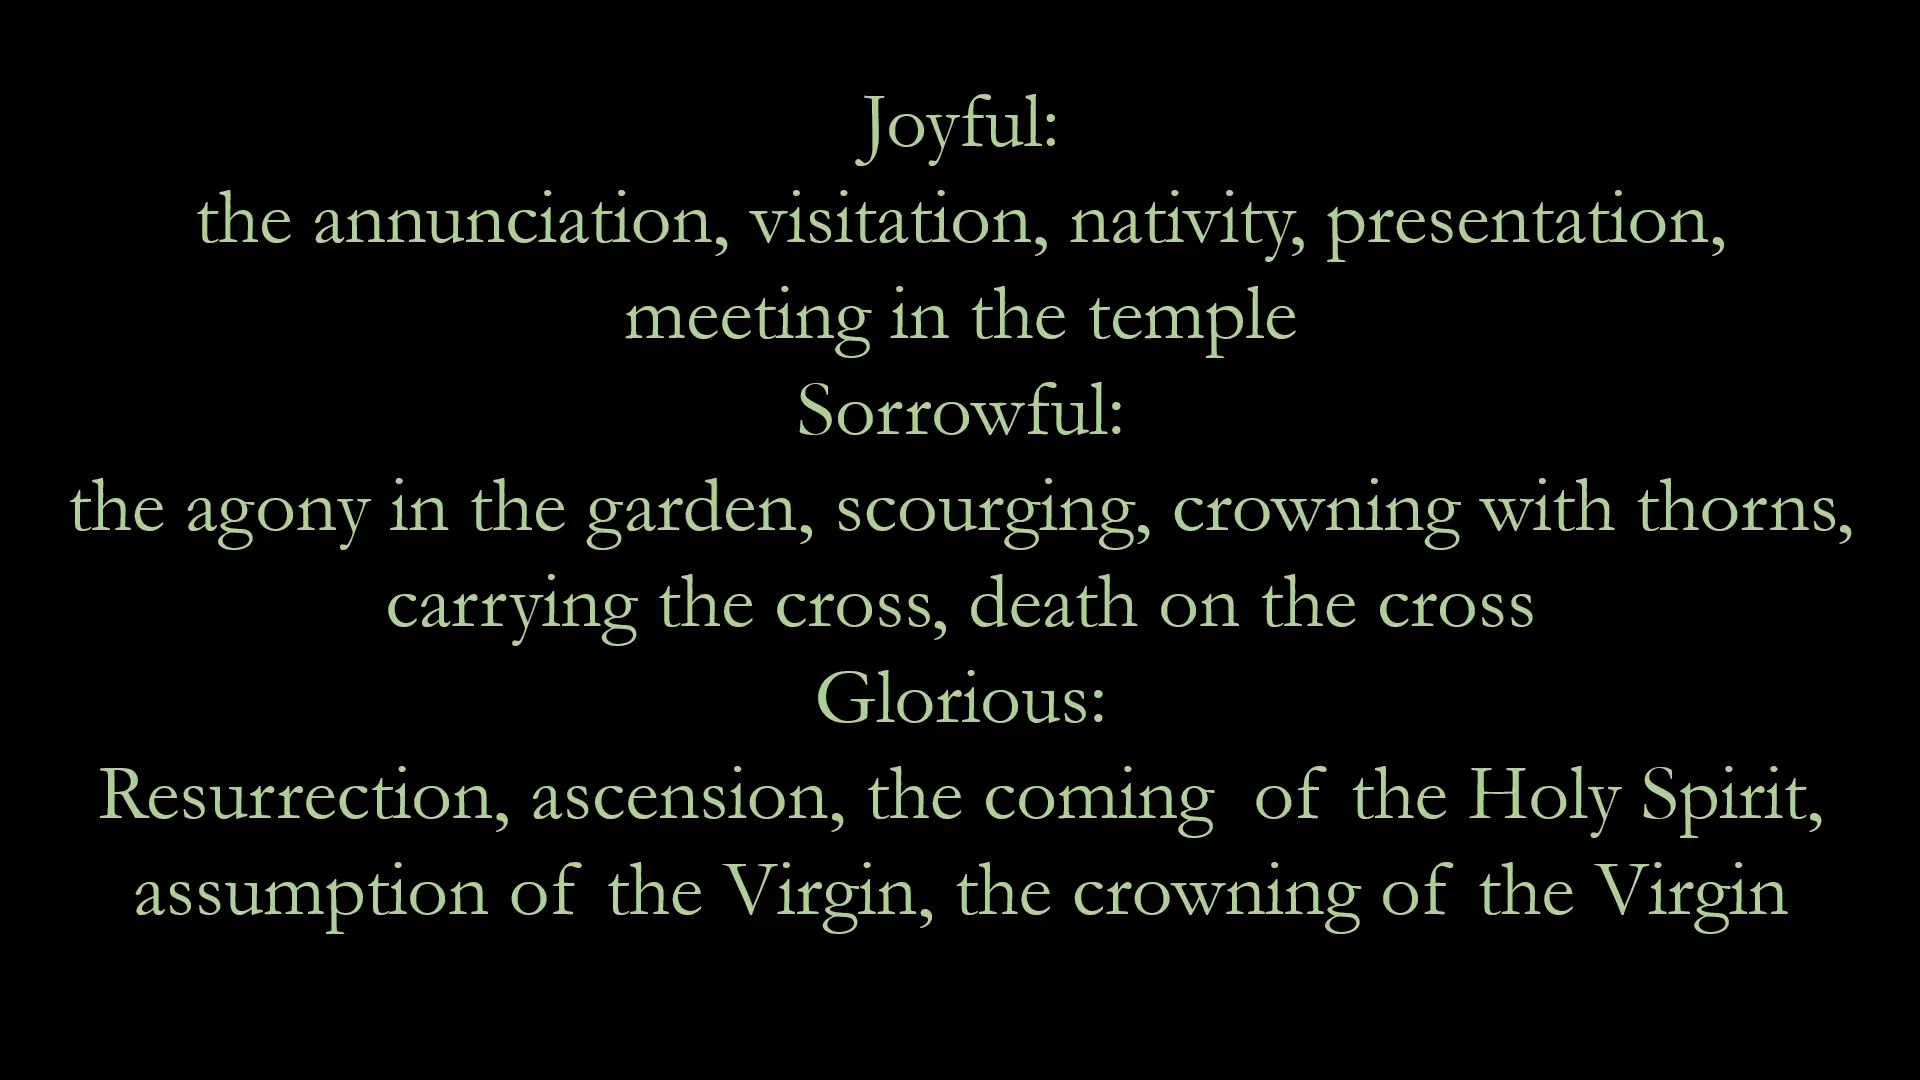 Joyful:
the annunciation, visitation, nativity, presentation,
meeting in the temple
Sorrowful:
the agony in the garden, scourging, crowning with thorns,
carrying the cross, death on the cross
Glorious:
Resurrection, ascension, the coming of the Holy Spirit,
assumption of the Virgin, the crowning of the Virgin